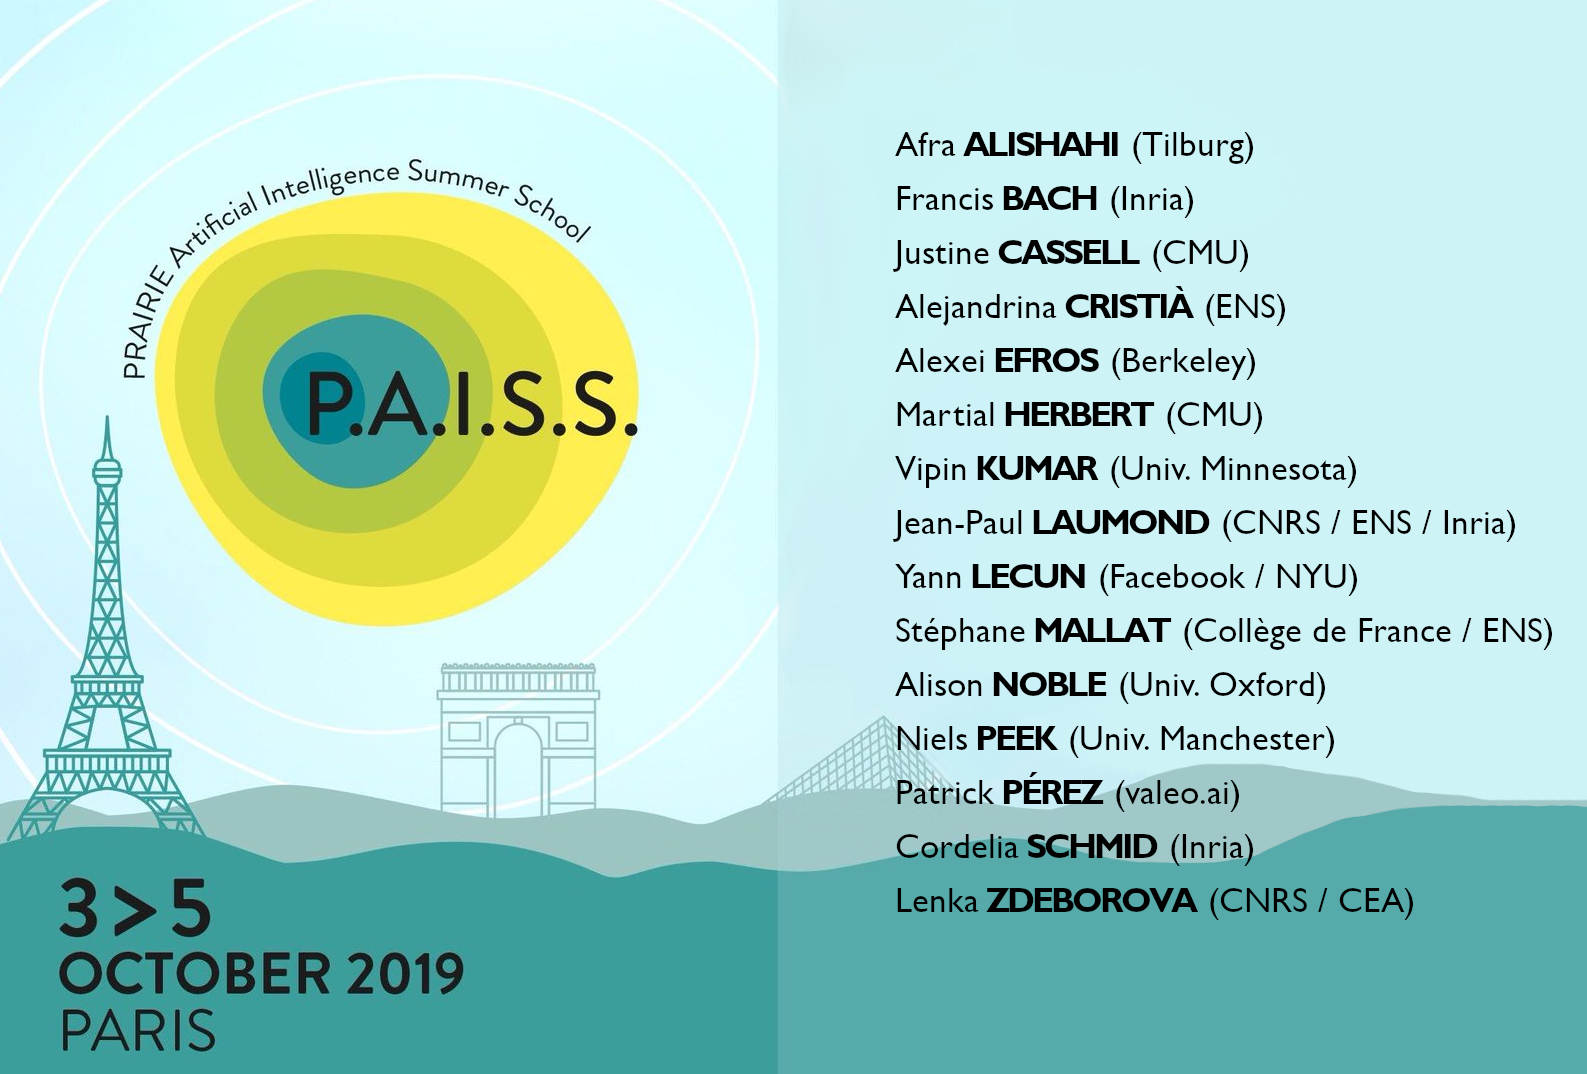 PRAIRIE Artificial Intelligence Summer School
P.A.I.S.S.
3 > 5
OCTOBER 2019
PARIS
Afra ALISHAHI (Tilburg)
Francis BACH (Inria)
Justine CASSELL (CMU)
Alejandrina CRISTIÀ (ENS)
Alexei EFROS (Berkeley)
Martial HERBERT (CMU)
Vipin KUMAR (Univ. Minnesota)
Jean-Paul LAUMOND (CNRS / ENS / Inria)
Yann LECUN (Facebook / NYU)
Stéphane MALLAT (Collège de France / ENS)
Alison NOBLE (Univ. Oxford)
Niels PEEK (Univ. Manchester)
Patrick PÉREZ (valeo.ai)
Cordelia SCHMID (Inria)
Lenka ZDEBOROVA (CNRS / CEA)